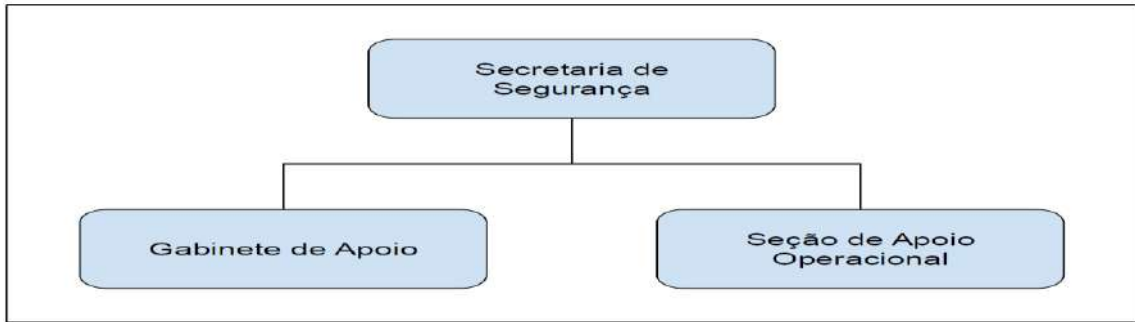 Secretaria de
Segurança
Gabinete de Apoio
Seção de Apoio
Operacional